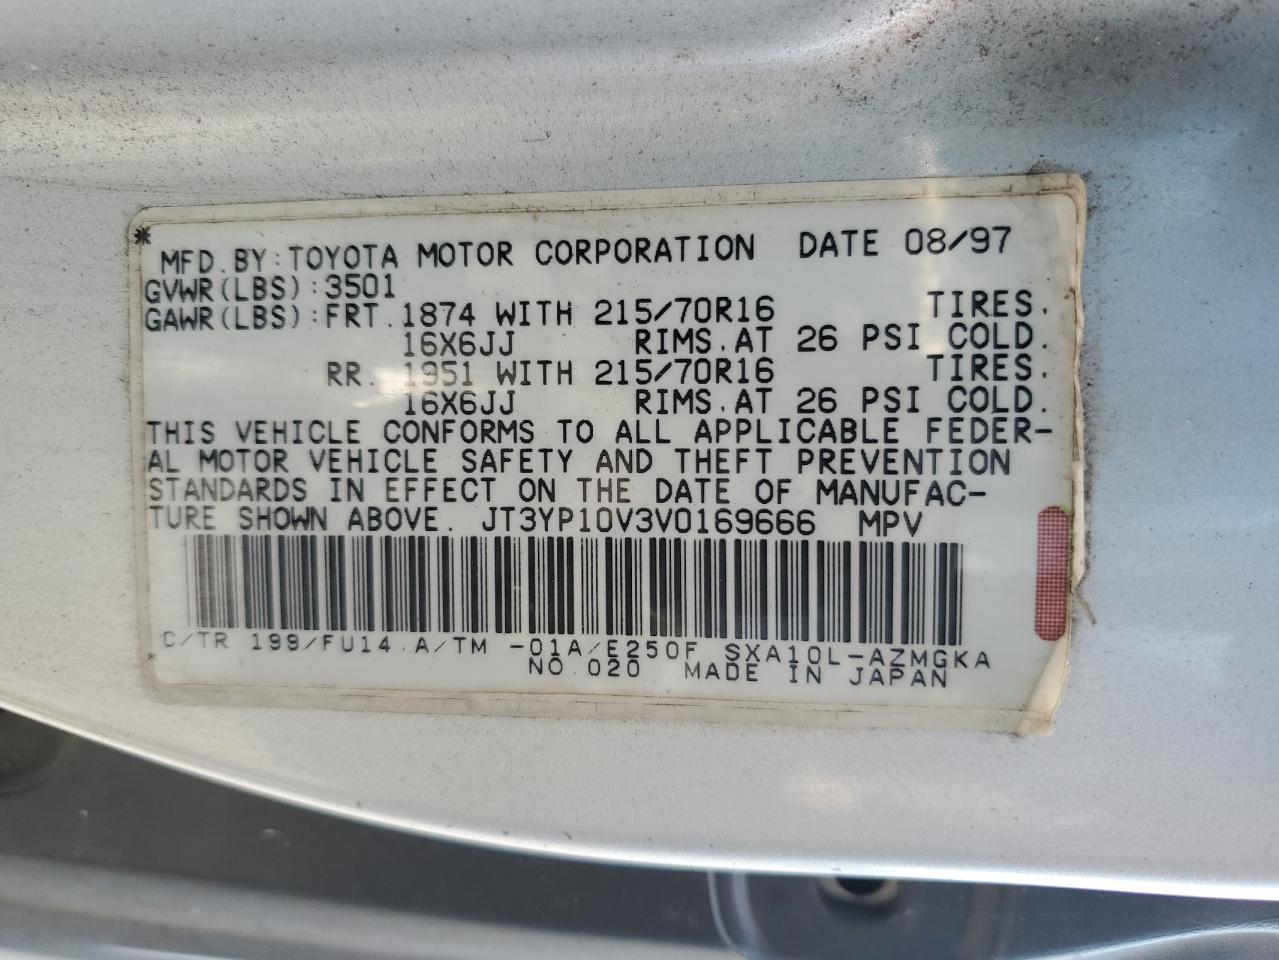 *
MFD. BY: TOYOTA MOTOR CORPORATION DATE 08/97
GVWR(LBS):3501
GAWR(LBS):FRT. 1874 WITH 215/70R16 TIRES.
16X6JJ RIMS.AT 26 PSI COLD.
RR. 1951 WITH 215/70R16 TIRES.
16X6JJ RIMS.AT 26 PSI COLD.
THIS VEHICLE CONFORMS TO ALL APPLICABLE FEDER-
AL MOTOR VEHICLE SAFETY AND THEFT PREVENTION
STANDARDS IN EFFECT ON THE DATE OF MANUFAC-
TURE SHOWN ABOVE. JT3YP10V3V0169666 MPV
C/TR 199/FU14 A/TM -01A/E250F SXA10L-AZMGKA
NO.020 MADE IN JAPAN